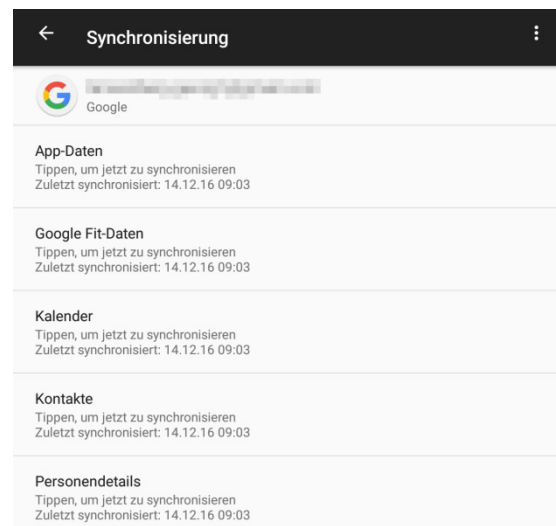 Synchronisierung
Google
App-Daten
Tippen, um jetzt zu synchronisieren
Zuletzt synchronisiert: 14.12.16 09:03
Google Fit-Daten
Tippen, um jetzt zu synchronisieren
Zuletzt synchronisiert: 14.12.16 09:03
Kalender
Tippen, um jetzt zu synchronisieren
Zuletzt synchronisiert: 14.12.16 09:03
Kontakte
Tippen, um jetzt zu synchronisieren
Zuletzt synchronisiert: 14.12.16 09:03
Personendetails
Tippen, um jetzt zu synchronisieren
Zuletzt synchronisiert: 14.12.16 09:03